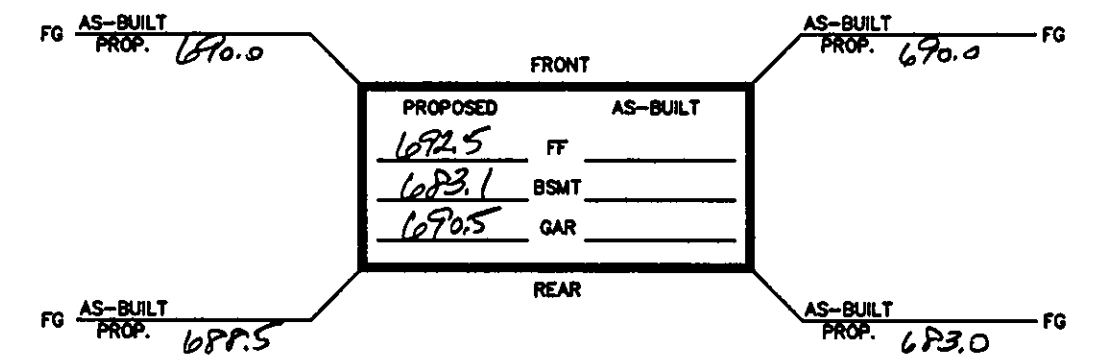 FG AS-BUILT AS-BUILT FG
PROP. 690.0 PROP. 690.0
FRONT
PROPOSED AS-BUILT
692.5 FF
683.1 BSMT
690.5 GAR
REAR
FG AS-BUILT AS-BUILT FG
PROP. 688.5 PROP. 683.0